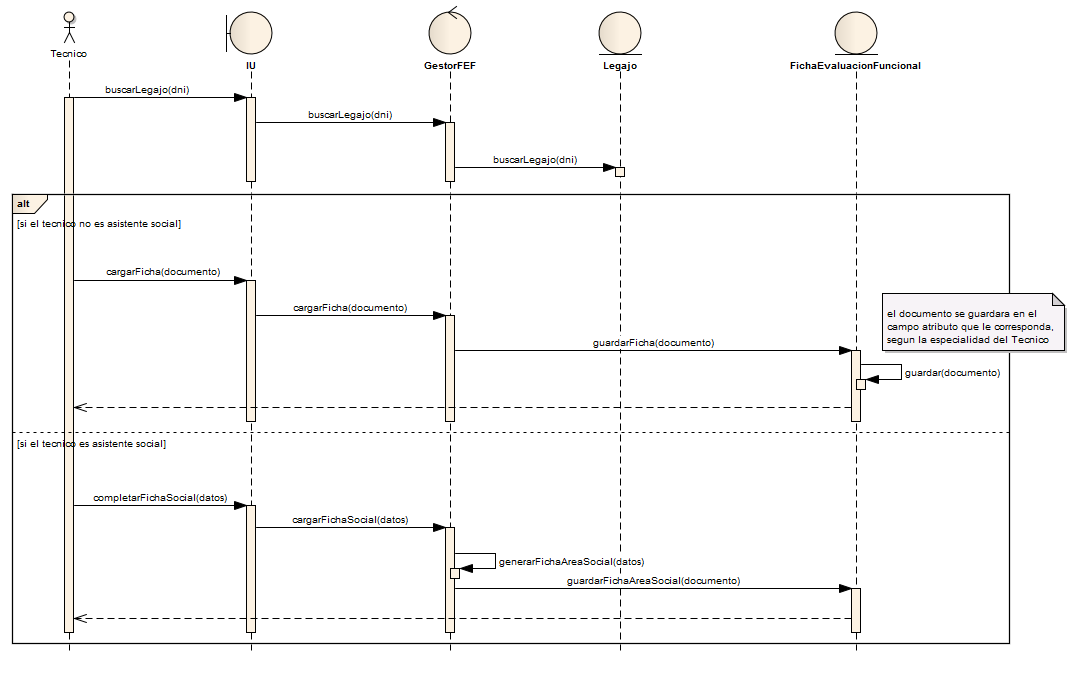 Tecnico
IU
GestorFEF
Legajo
FichaEvaluacionFuncional
buscarLegajo(dni)
buscarLegajo(dni)
buscarLegajo(dni)
alt
[si el tecnico no es asistente social]
cargarFicha(documento)
cargarFicha(documento)
el documento se guardara en el
campo atributo que le corresponda,
segun la especialidad del Tecnico
guardarFicha(documento)
guardar(documento)
[si el tecnico es asistente social]
completarFichaSocial(datos)
cargarFichaSocial(datos)
generarFichaAreaSocial(datos)
guardarFichaAreaSocial(documento)